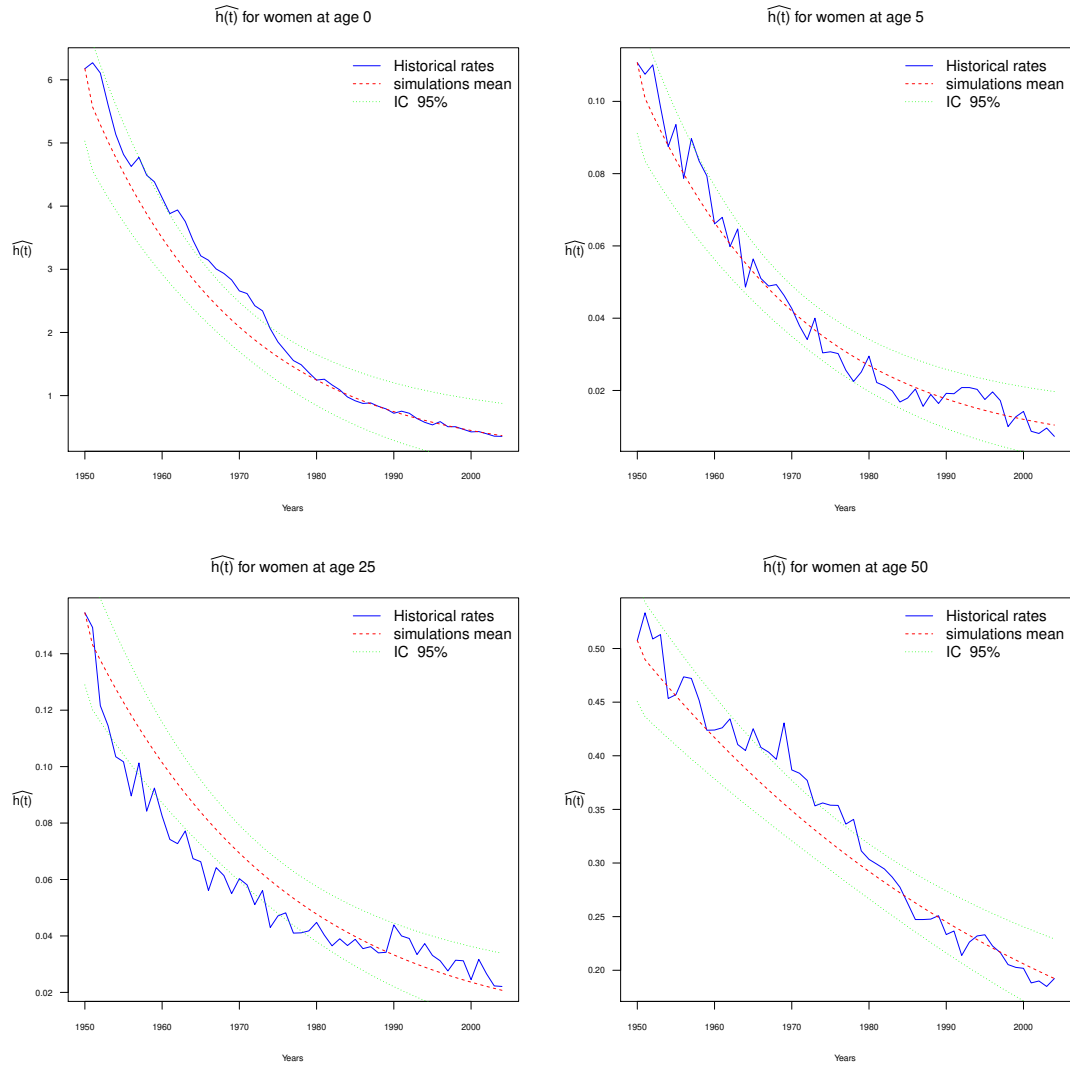 h(t) for women at age 0
Historical rates
simulations mean
IC 95%
6
5
4
3
2
1
h(t)
1950 1960 1970 1980 1990 2000
Years
h(t) for women at age 5
Historical rates
simulations mean
IC 95%
0.10
0.08
0.06
0.04
0.02
h(t)
1950 1960 1970 1980 1990 2000
Years
h(t) for women at age 25
Historical rates
simulations mean
IC 95%
0.14
0.12
0.10
0.08
0.06
0.04
0.02
h(t)
1950 1960 1970 1980 1990 2000
Years
h(t) for women at age 50
Historical rates
simulations mean
IC 95%
0.50
0.45
0.40
0.35
0.30
0.25
0.20
h(t)
1950 1960 1970 1980 1990 2000
Years